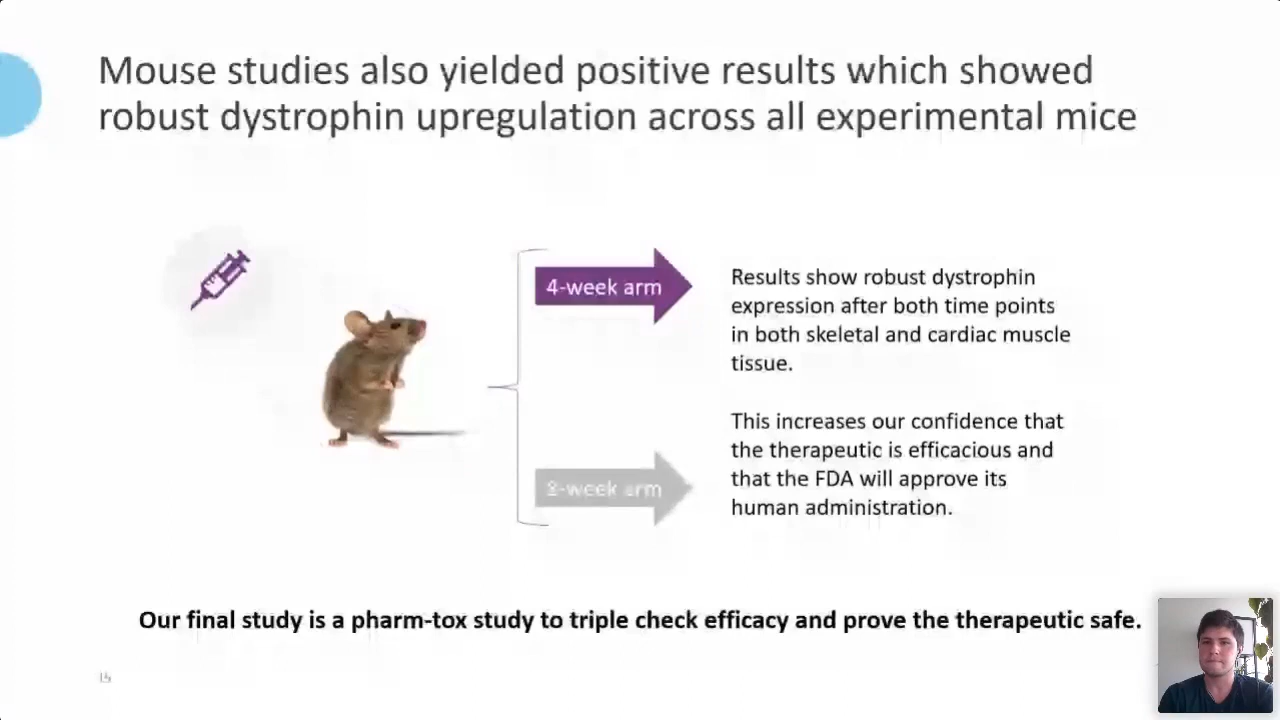 Mouse studies also yielded positive results which showed
robust dystrophin upregulation across all experimental mice
4-week arm
Results show robust dystrophin
expression after both time points
in both skeletal and cardiac muscle
tissue.
This increases our confidence that
the therapeutic is efficacious and
that the FDA will approve its
human administration.
8-week arm
Our final study is a pharm-tox study to triple check efficacy and prove the therapeutic safe.